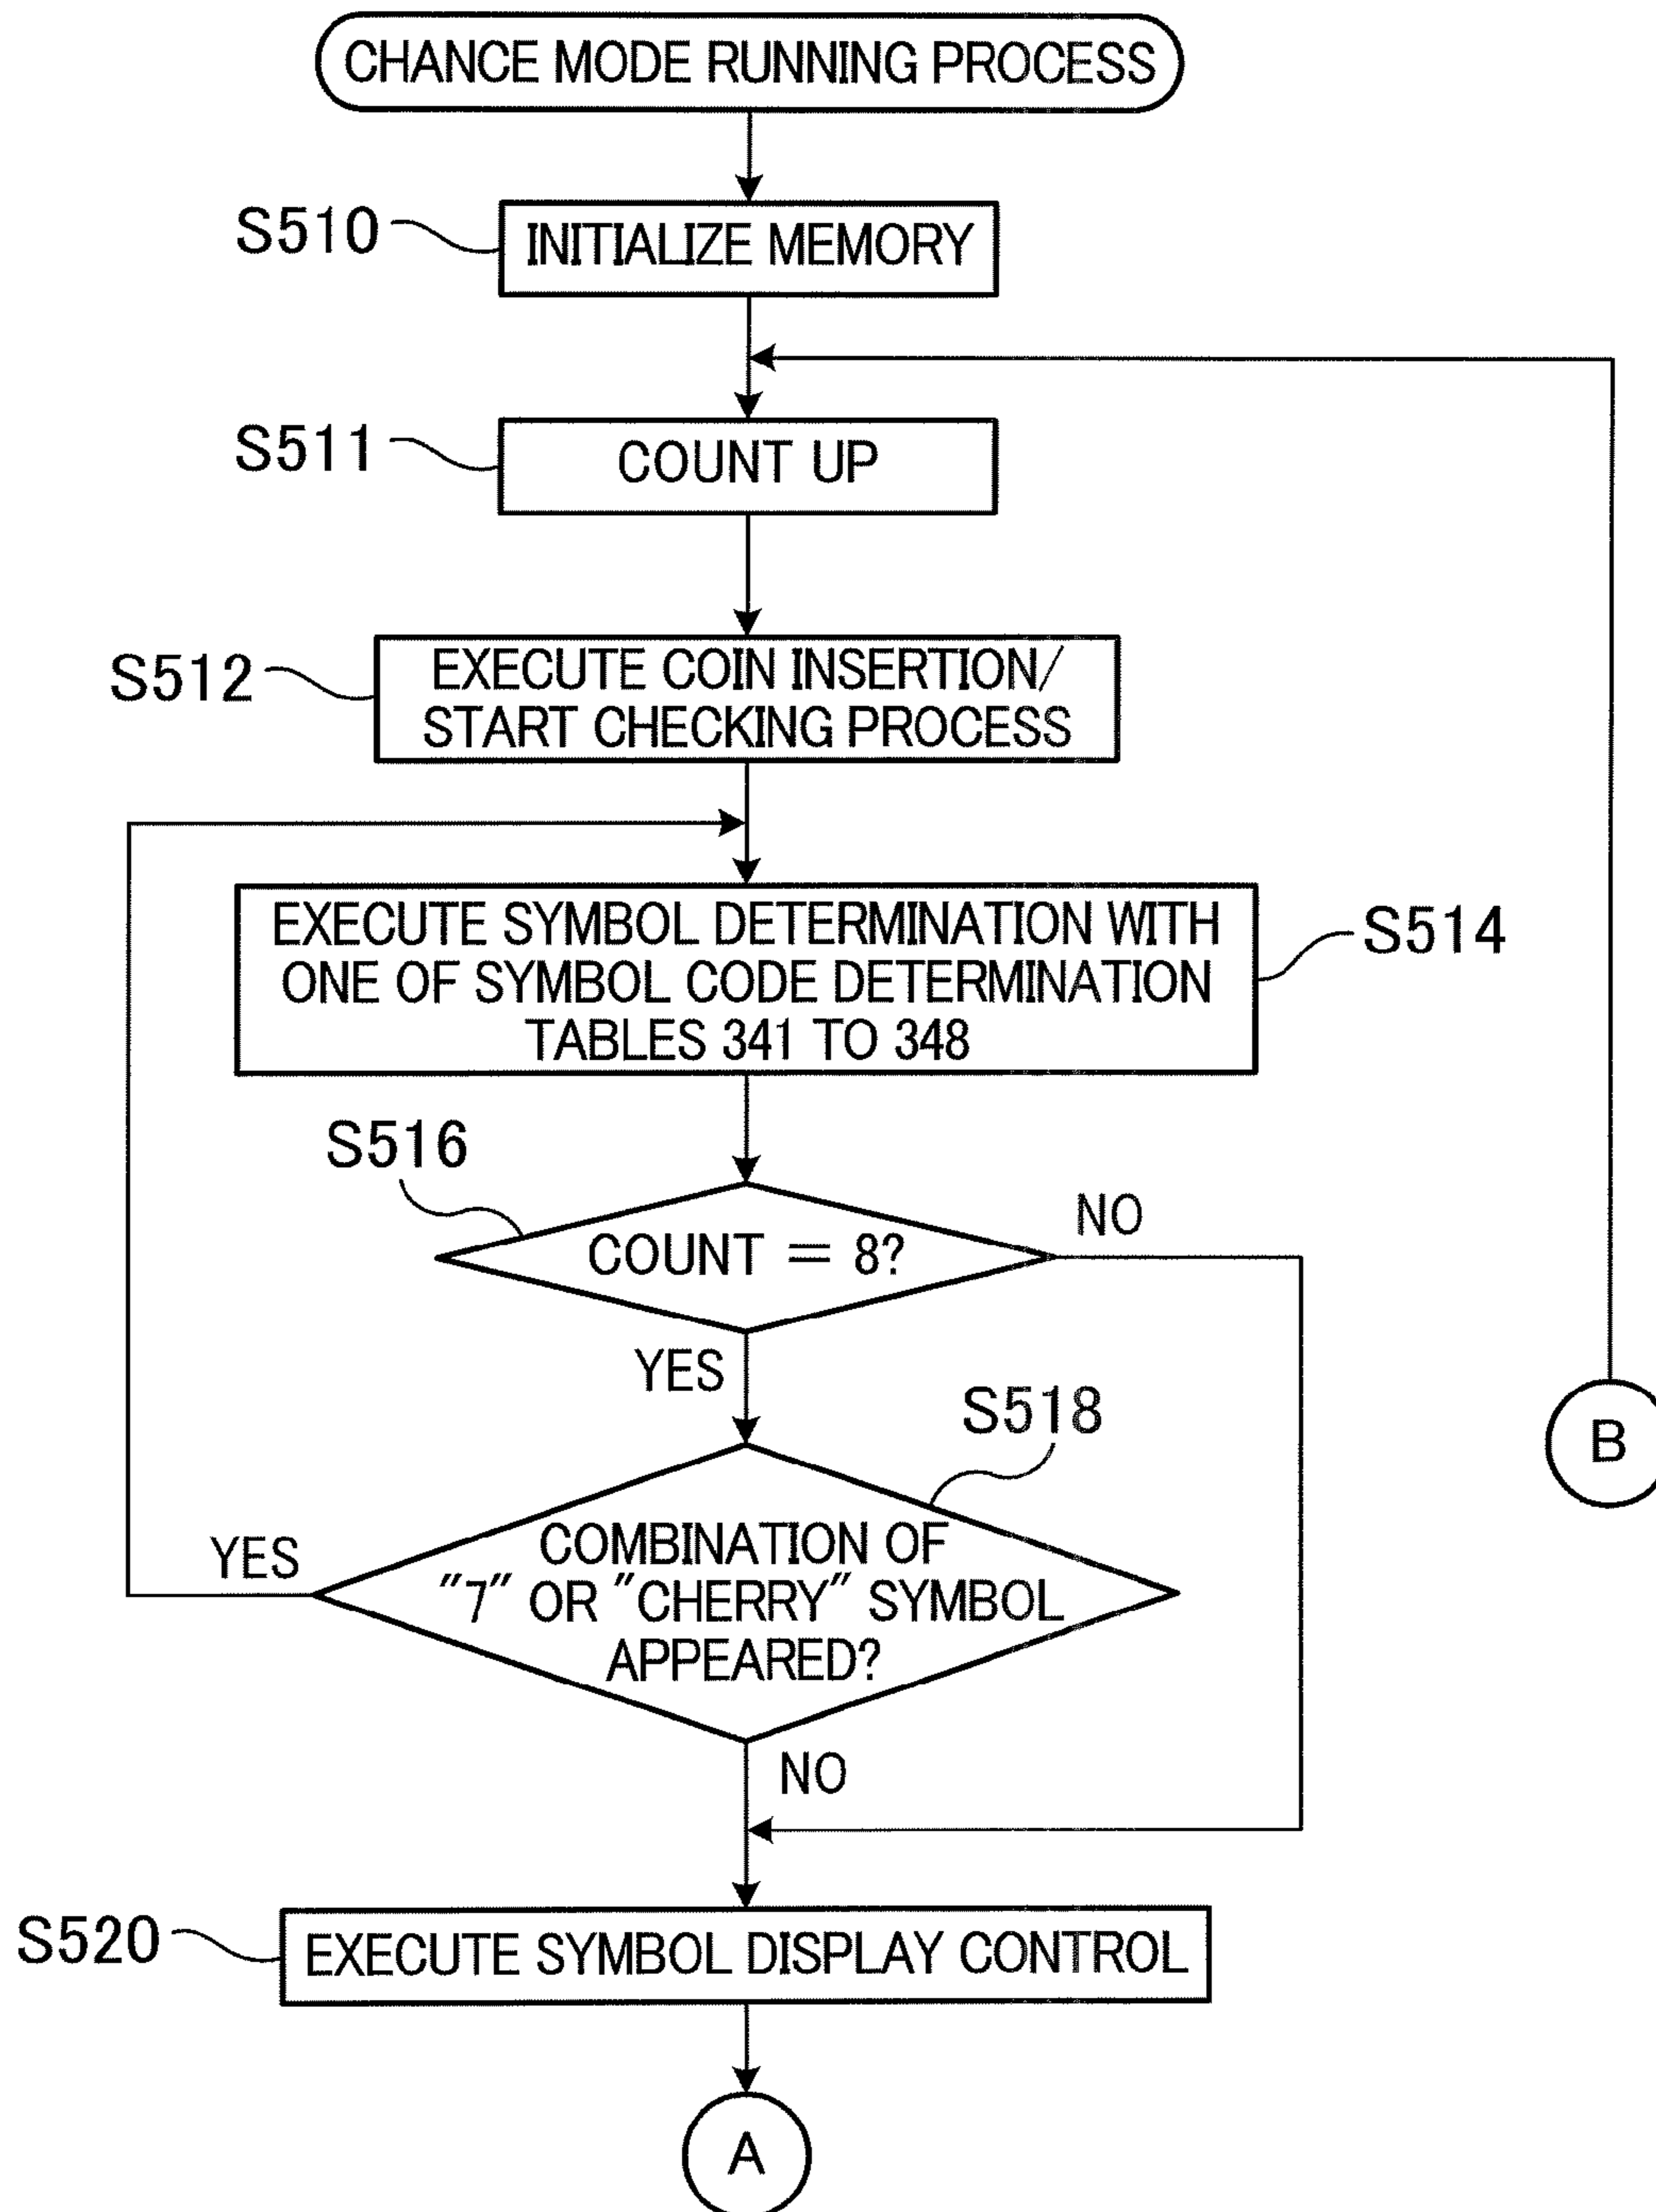 CHANCE MODE RUNNING PROCESS
S510
INITIALIZE MEMORY
S511
COUNT UP
S512
EXECUTE COIN INSERTION/
START CHECKING PROCESS
EXECUTE SYMBOL DETERMINATION WITH
ONE OF SYMBOL CODE DETERMINATION
TABLES 341 TO 348
S514
S516
COUNT = 8?
NO
YES
S518
B
YES
COMBINATION OF
"7" OR "CHERRY" SYMBOL
APPEARED?
NO
S520
EXECUTE SYMBOL DISPLAY CONTROL
A